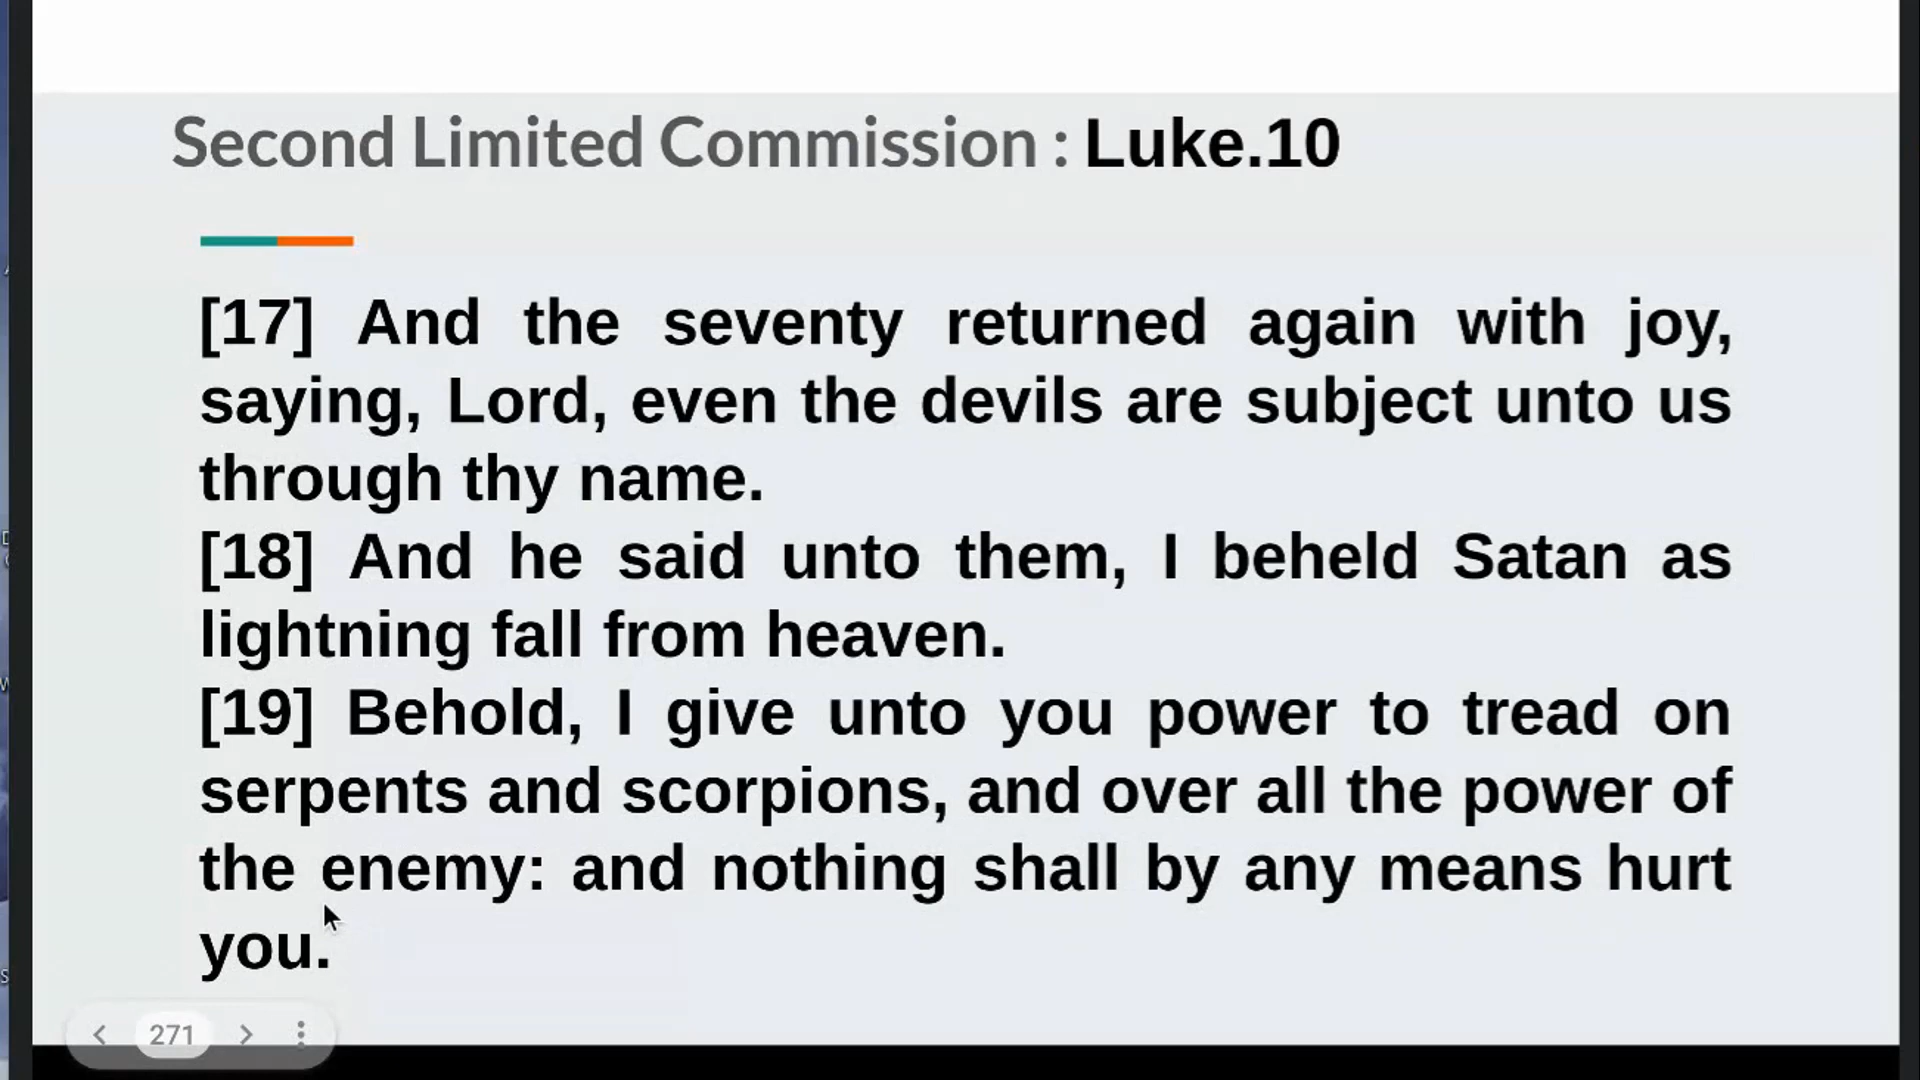 Second Limited Commission : Luke.10
[17] And the seventy returned again with joy,
saying, Lord, even the devils are subject unto us
through thy name.
[18] And he said unto them, I beheld Satan as
lightning fall from heaven.
[19] Behold, I give unto you power to tread on
serpents and scorpions, and over all the power of
the enemy: and nothing shall by any means hurt
you.
271